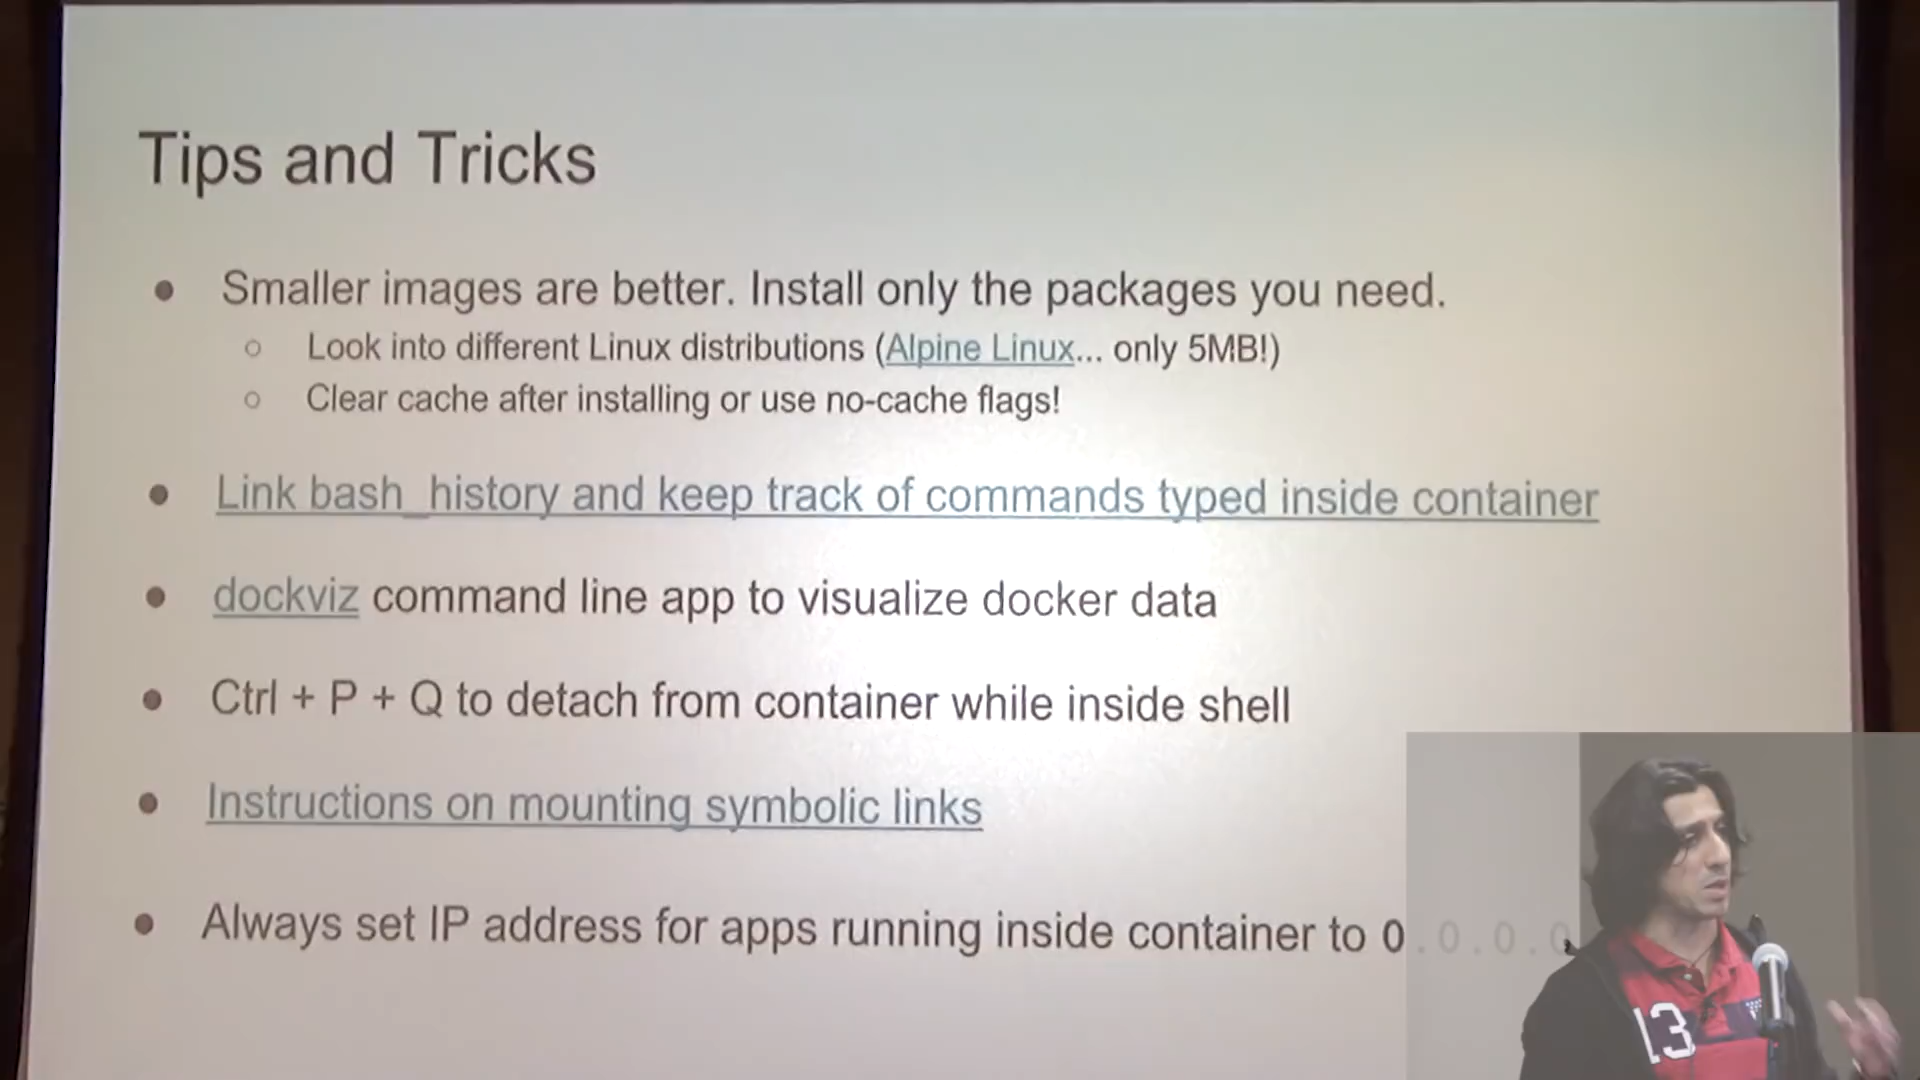 Tips and Tricks
● Smaller images are better. Install only the packages you need.
○ Look into different Linux distributions (Alpine Linux... only 5MB!)
○ Clear cache after installing or use no-cache flags!
● Link bash_history and keep track of commands typed inside container
● dockviz command line app to visualize docker data
● Ctrl + P + Q to detach from container while inside shell
● Instructions on mounting symbolic links
● Always set IP address for apps running inside container to 0.0.0.0
13